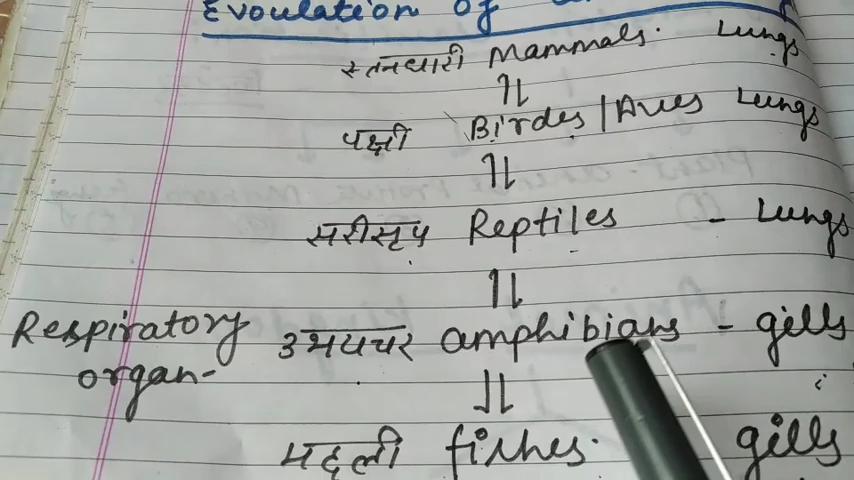 Evoulation of
स्तनधारी Mammals. Lungs
पक्षी Birdes/Aves Lungs
सरीसृप Reptiles - Lungs
Respiratory organ-
उभयचर amphibians - gills
मछली fishes. gills